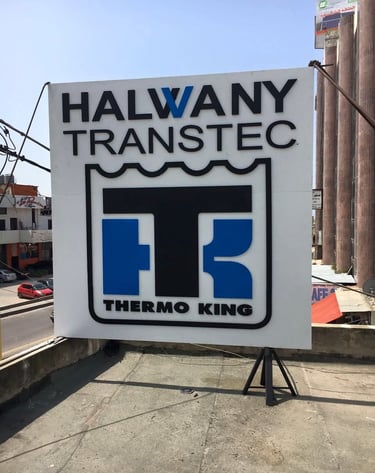 HALWANY
TRANSTEC
TK
THERMO KING